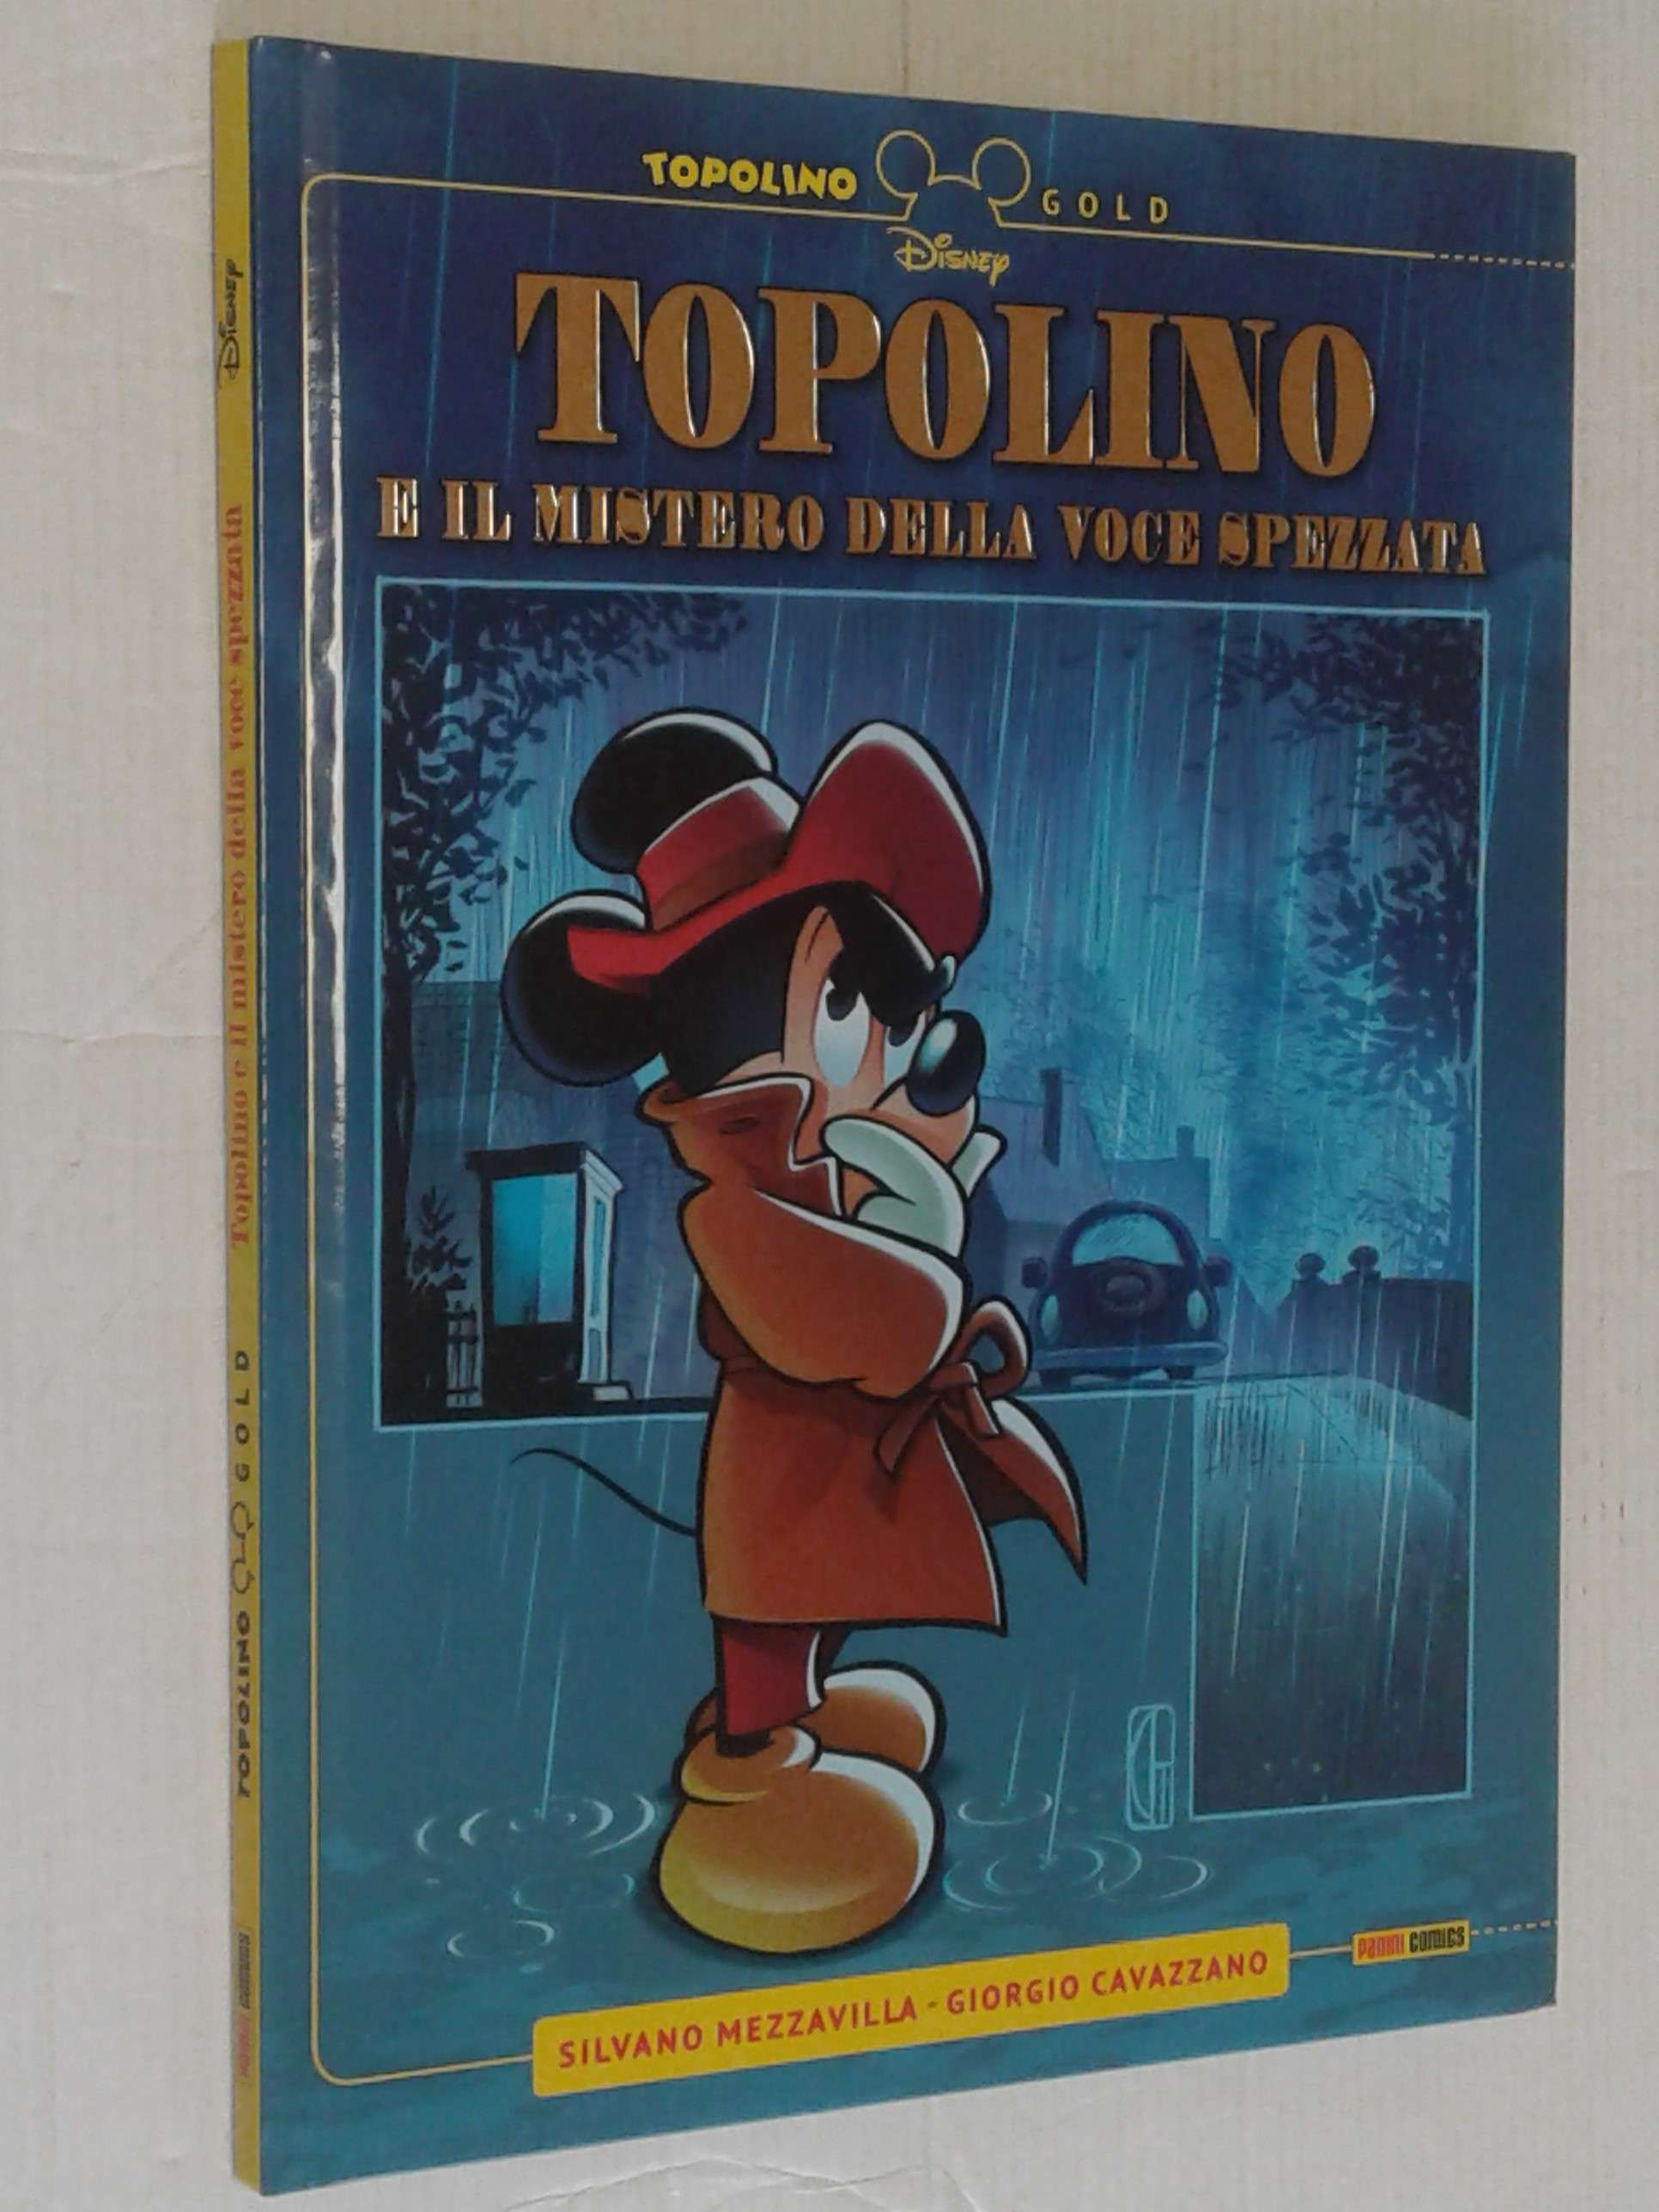 TOPOLINO GOLD
Disney
TOPOLINO
E IL MISTERO DELLA VOCE SPEZZATA
SILVANO MEZZAVILLA - GIORGIO CAVAZZANO
PANINI COMICS
Disney
Topolino e il mistero della voce spezzata
TOPOLINO GOLD